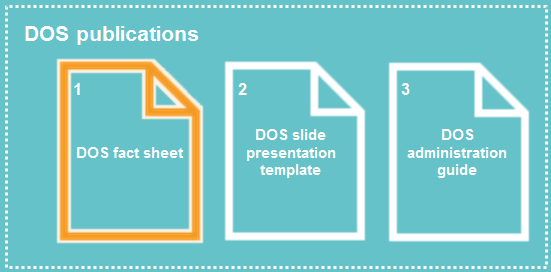 DOS publications
1
DOS fact sheet
2
DOS slide
presentation
template
3
DOS
administration
guide